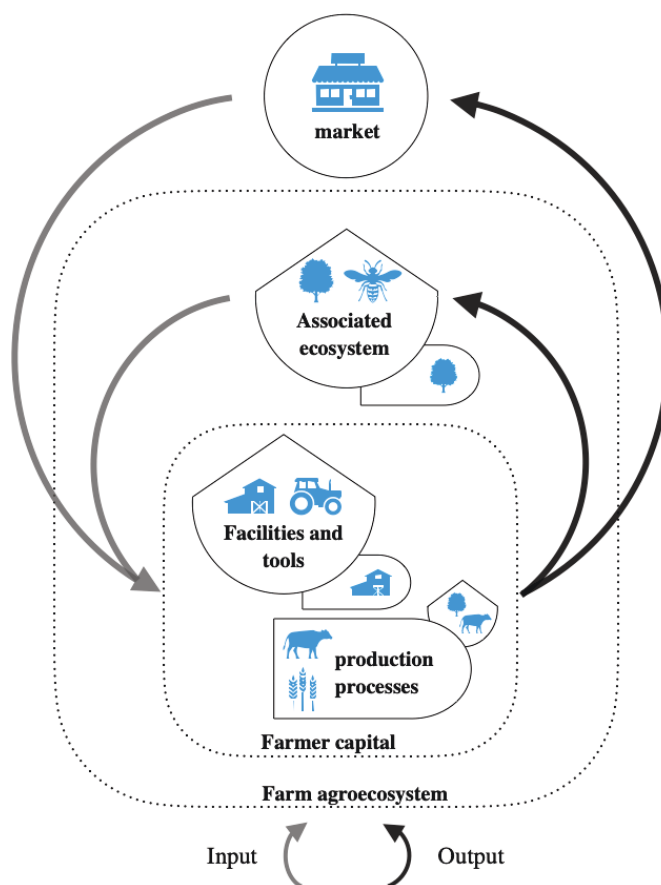 market
Associated
ecosystem
Facilities and
tools
production
processes
Farmer capital
Farm agroecosystem
Input
Output